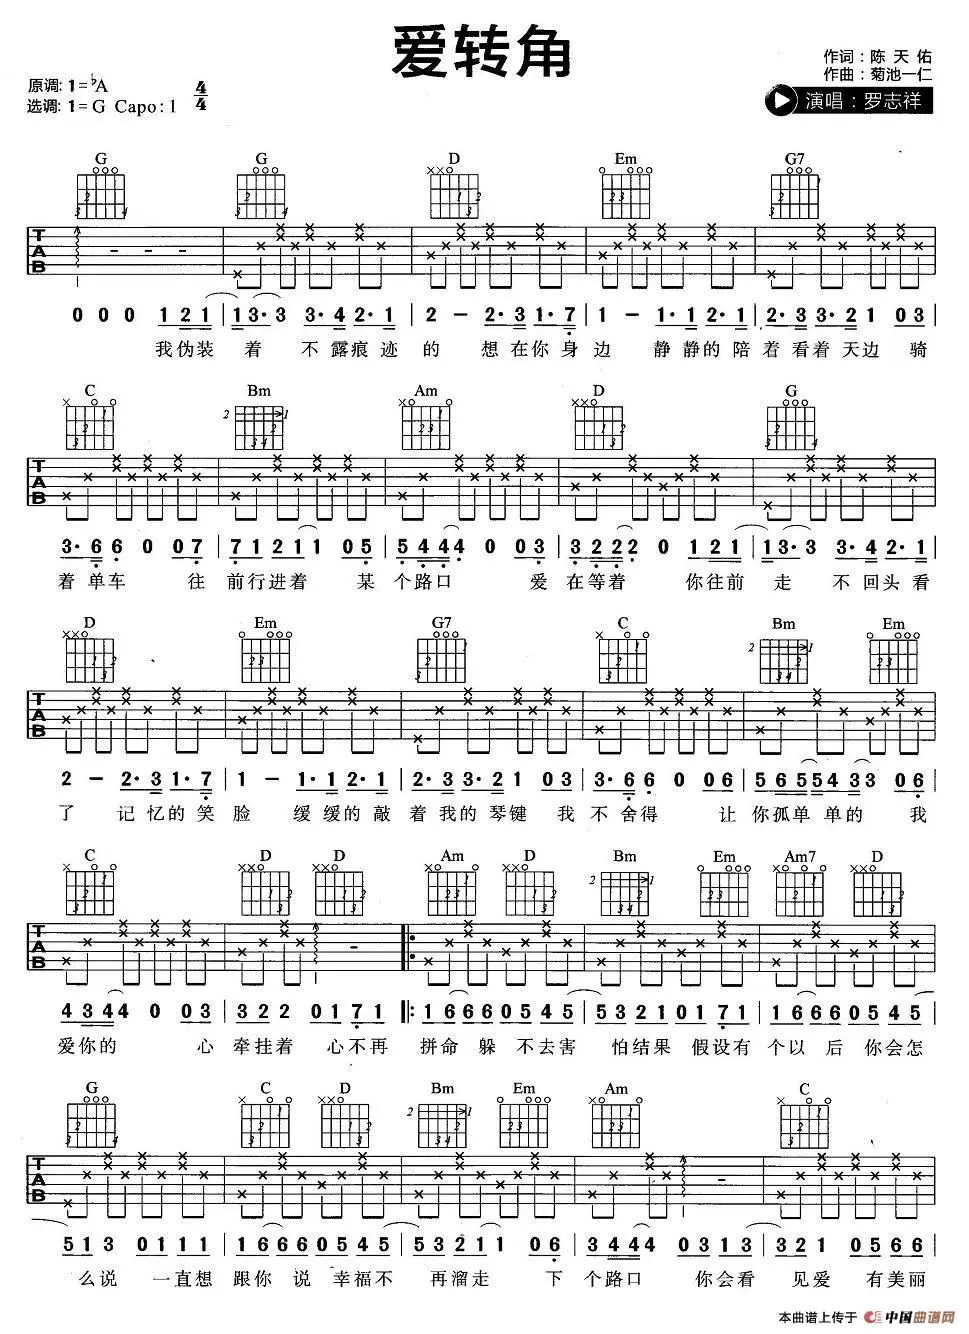 爱转角
作词：陈天佑
作曲：菊池一仁
演唱：罗志祥
原调: 1=♭A 4/4
选调: 1=G Capo: 1
G G D Em G7
TAB
0 0 0 1 2 1 | 1 3· 3 3· 4 2· 1 | 2 – 2· 3 1· 7 | 1 – 1· 1 2· 1 | 2· 3 3· 2 1 0 3 |
我伪装 着 不露痕迹 的 想在你身边 静静的陪着看着天边 骑
C Bm Am D G
TAB
3· 6 6 0 0 7 | 7 1 2 1 1 0 5 | 5 4 4 4 0 0 3 | 3 2 2 2 0 1 2 1 | 1 3· 3 3· 4 2· 1 |
着单车 往 前行进着 某 个路口 爱 在等着 你往前 走 不回头看
D Em G7 C Bm Em
TAB
2 – 2· 3 1· 7 | 1 – 1· 1 2· 1 | 2· 3 3· 2 1 0 3 | 3· 6 6 0 0 6 | 5 6 5 5 4 3 3 0 6 |
了 记忆的笑脸 缓缓的敲着我的琴键 我不舍得 让你孤单单的 我
C D D Am D Bm Em Am7 D
TAB
4 3 4 4 0 0 3 | 3 2 2 0 1 7 1 |: 1 6 6 6 0 5 4 5 | 5 3 2 1 0 1 7 1 | 1 6 6 6 0 5 4 5 |
爱你的 心牵挂着 心不再 拼命躲 不去害 怕结果 假设有 个以后 你会怎
G C D Bm Em Am C
TAB
5 1 3 0 1 1 1 | 1 6 6 6 0 5 4 5 | 5 3 2 1 1 0 6 | 3 4 4 4 0 3 1 3 | 3 2 1 0 5 6 5 |
么说 一直想 跟你说 幸福不 再溜走 下个路口 你会看 见爱 有美丽
本曲谱上传于 中国曲谱网